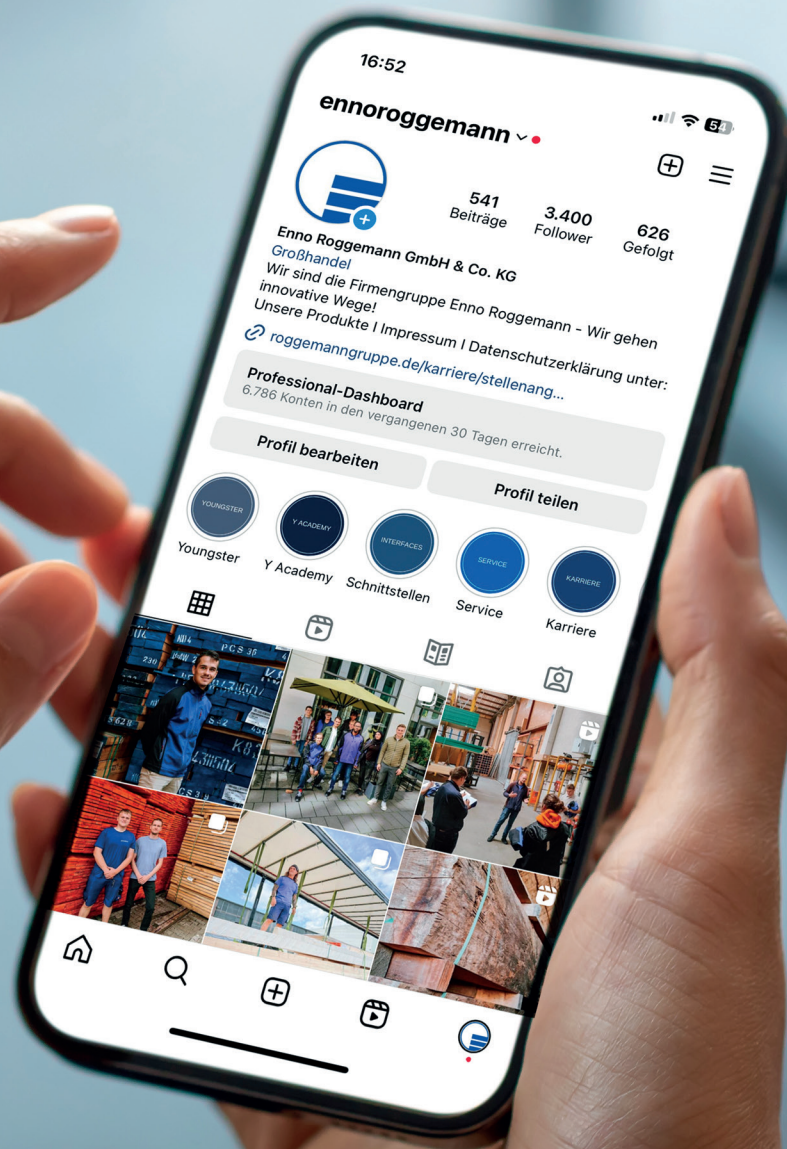 16:52
54
ennoroggemann
541
Beiträge
3.400
Follower
626
Gefolgt
Enno Roggemann GmbH & Co. KG
Großhandel
Wir sind die Firmengruppe Enno Roggemann - Wir gehen
innovative Wege!
Unsere Produkte I Impressum I Datenschutzerklärung unter:
roggemanngruppe.de/karriere/stellenang...
Professional-Dashboard
6.786 Konten in den vergangenen 30 Tagen erreicht.
Profil bearbeiten
Profil teilen
YOUNGSTER
Y ACADEMY
INTERFACES
SERVICE
KARRIERE
Youngster
Y Academy
Schnittstellen
Service
Karriere
PCS 36